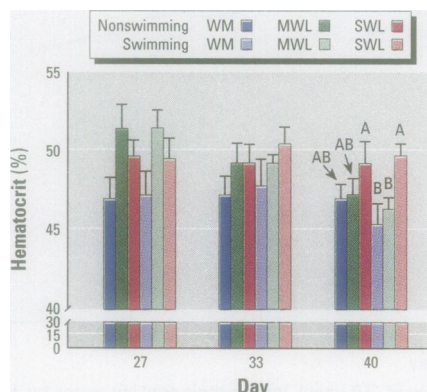 Nonswimming WM MWL SWL
Swimming WM MWL SWL
Hematocrit (%)
55
50
45
40
30
15
0
AB
AB
A
B
B
A
27 33 40
Day